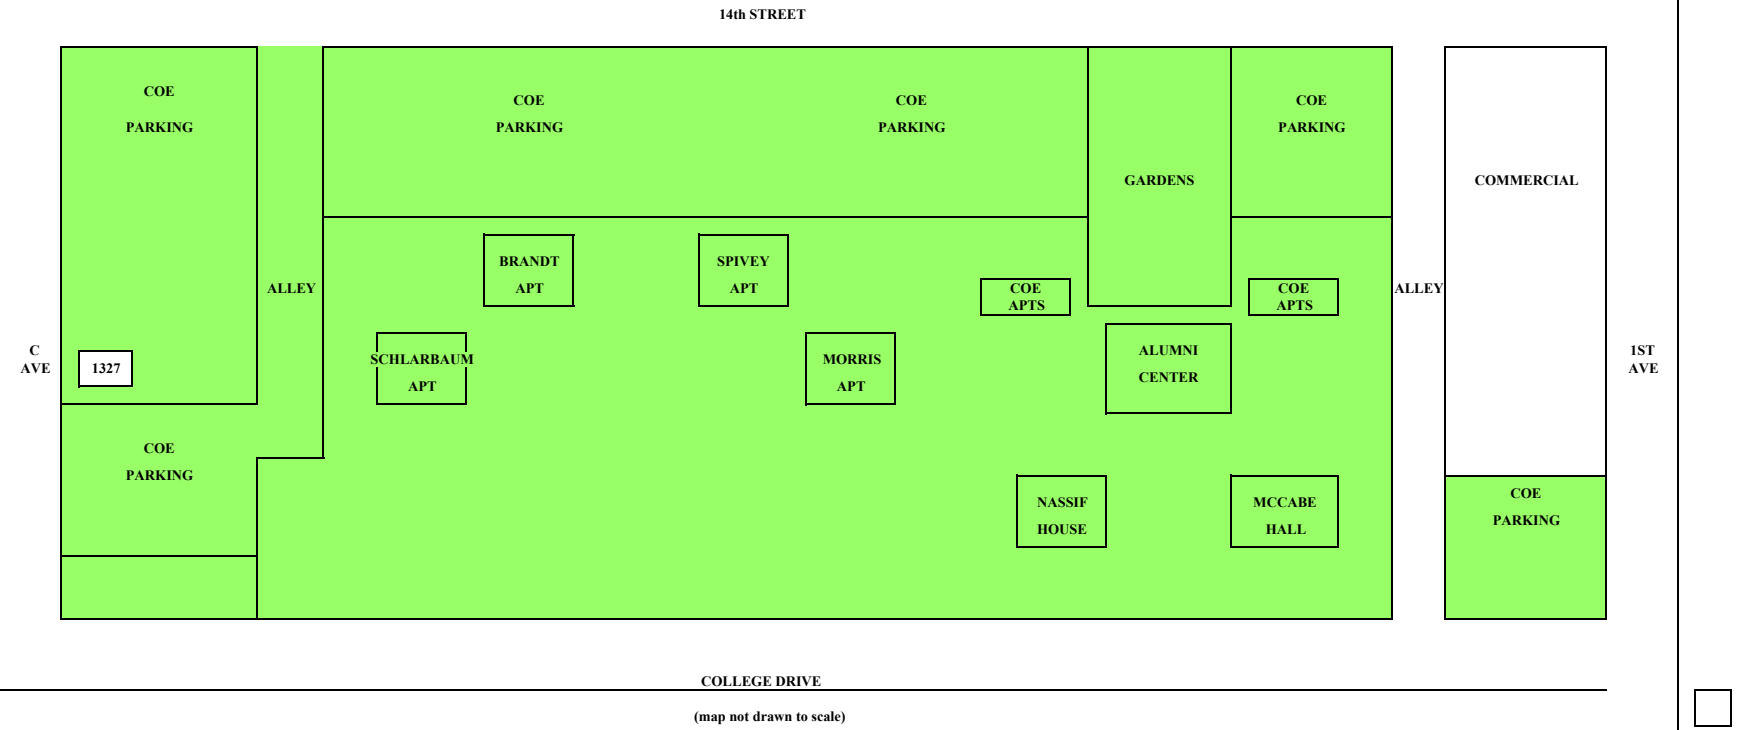 14th STREET
COE
PARKING
COE
PARKING
COE
PARKING
COE
PARKING
GARDENS
COMMERCIAL
BRANDT
APT
SPIVEY
APT
ALLEY
COE
APTS
COE
APTS
ALLEY
C
AVE
1327
SCHLARBAUM
APT
MORRIS
APT
ALUMNI
CENTER
1ST
AVE
COE
PARKING
NASSIF
HOUSE
MCCABE
HALL
COE
PARKING
COLLEGE DRIVE
(map not drawn to scale)